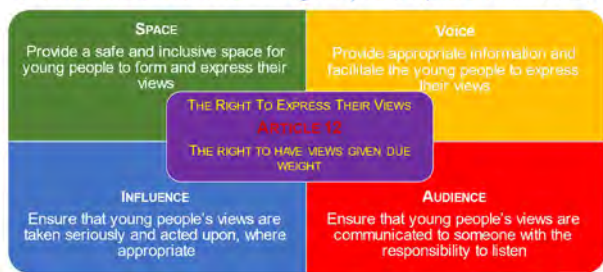 SPACE
Provide a safe and inclusive space for
young people to form and express their
views
VOICE
Provide appropriate information and
facilitate the young people to express
their views
THE RIGHT TO EXPRESS THEIR VIEWS
ARTICLE 12
THE RIGHT TO HAVE VIEWS GIVEN DUE
WEIGHT
INFLUENCE
Ensure that young people's views are
taken seriously and acted upon, where
appropriate
AUDIENCE
Ensure that young people's views are
communicated to someone with the
responsibility to listen